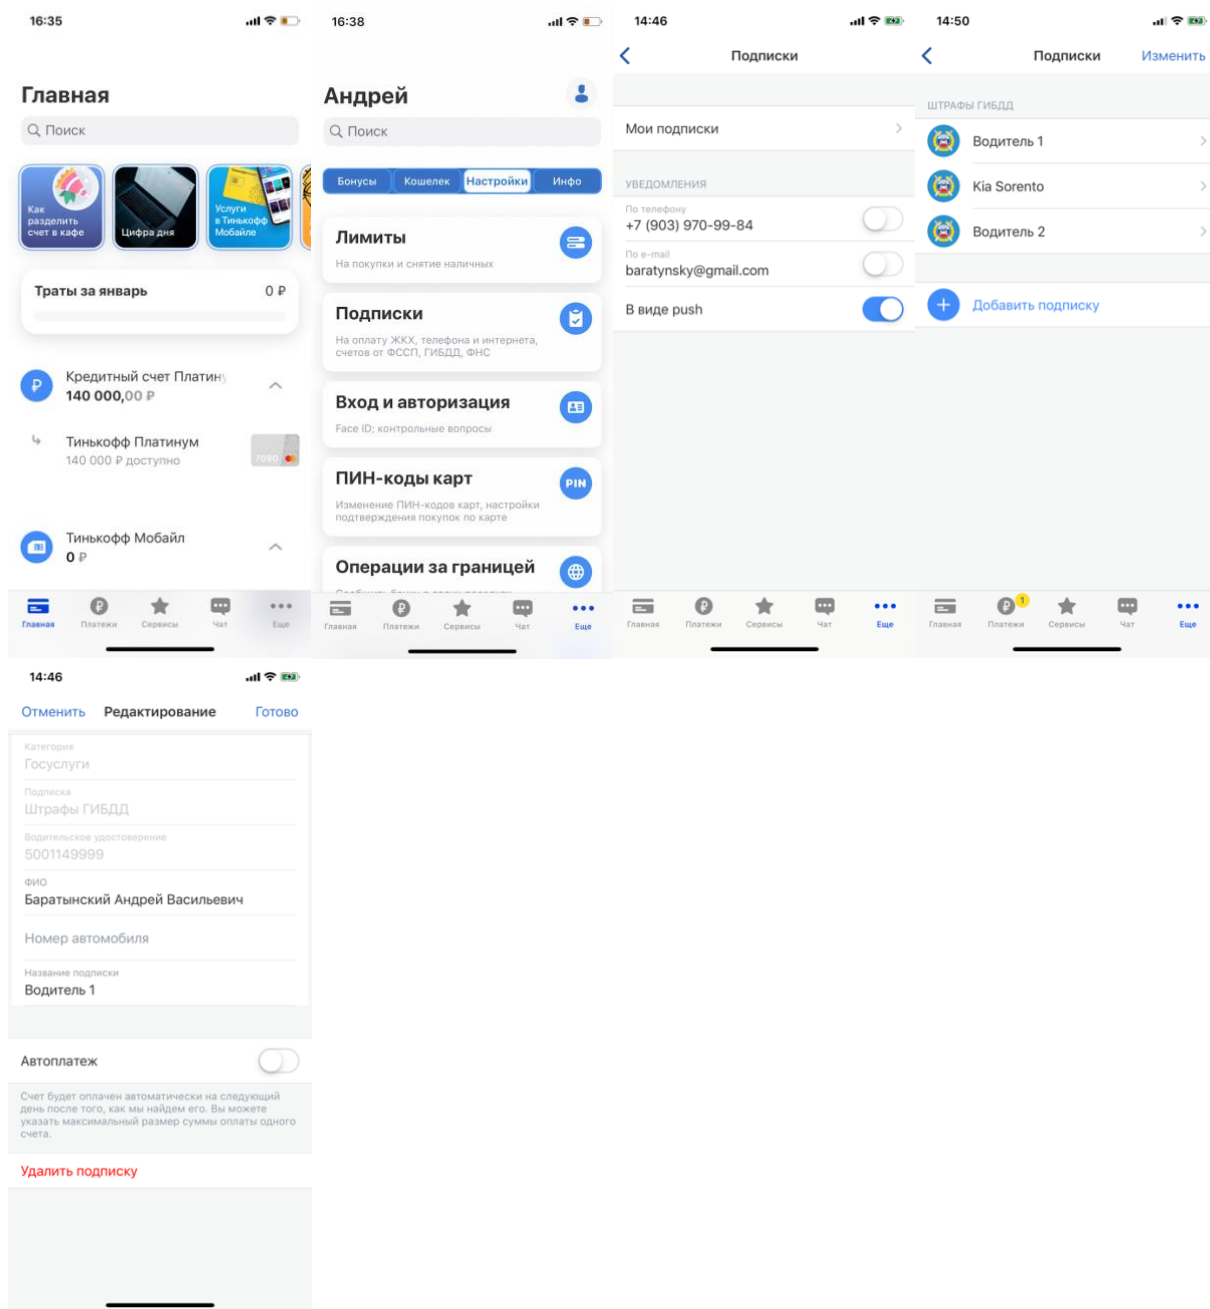 16:35
Главная
Поиск
Как
разделить
счет в кафе
Цифра дня
Услуги
в Тинькофф
Мобайле
Траты за январь
0 ₽
Кредитный счет Платин
140 000,00 ₽
Тинькофф Платинум
140 000 ₽ доступно
7090
Тинькофф Мобайл
0 ₽
Главная Платежи Сервисы Чат Еще
16:38
Андрей
Поиск
Бонусы Кошелек Настройки Инфо
Лимиты
На покупки и снятие наличных
Подписки
На оплату ЖКХ, телефона и интернета,
счетов от ФССП, ГИБДД, ФНС
Вход и авторизация
Face ID; контрольные вопросы
ПИН-коды карт
PIN
Изменение ПИН-кодов карт, настройки
подтверждения покупок по карте
Операции за границей
Главная Платежи Сервисы Чат Еще
14:46
Подписки
Мои подписки
УВЕДОМЛЕНИЯ
По телефону
+7 (903) 970-99-84
По e-mail
baratynsky@gmail.com
В виде push
Главная Платежи Сервисы Чат Еще
14:50
Подписки
Изменить
ШТРАФЫ ГИБДД
Водитель 1
Kia Sorento
Водитель 2
Добавить подписку
1
Главная Платежи Сервисы Чат Еще
14:46
Отменить Редактирование Готово
Категория
Госуслуги
Подписка
Штрафы ГИБДД
Водительское удостоверение
5001149999
ФИО
Баратынский Андрей Васильевич
Номер автомобиля
Название подписки
Водитель 1
Автоплатеж
Счет будет оплачен автоматически на следующий
день после того, как мы найдем его. Вы можете
указать максимальный размер суммы оплаты одного
счета.
Удалить подписку